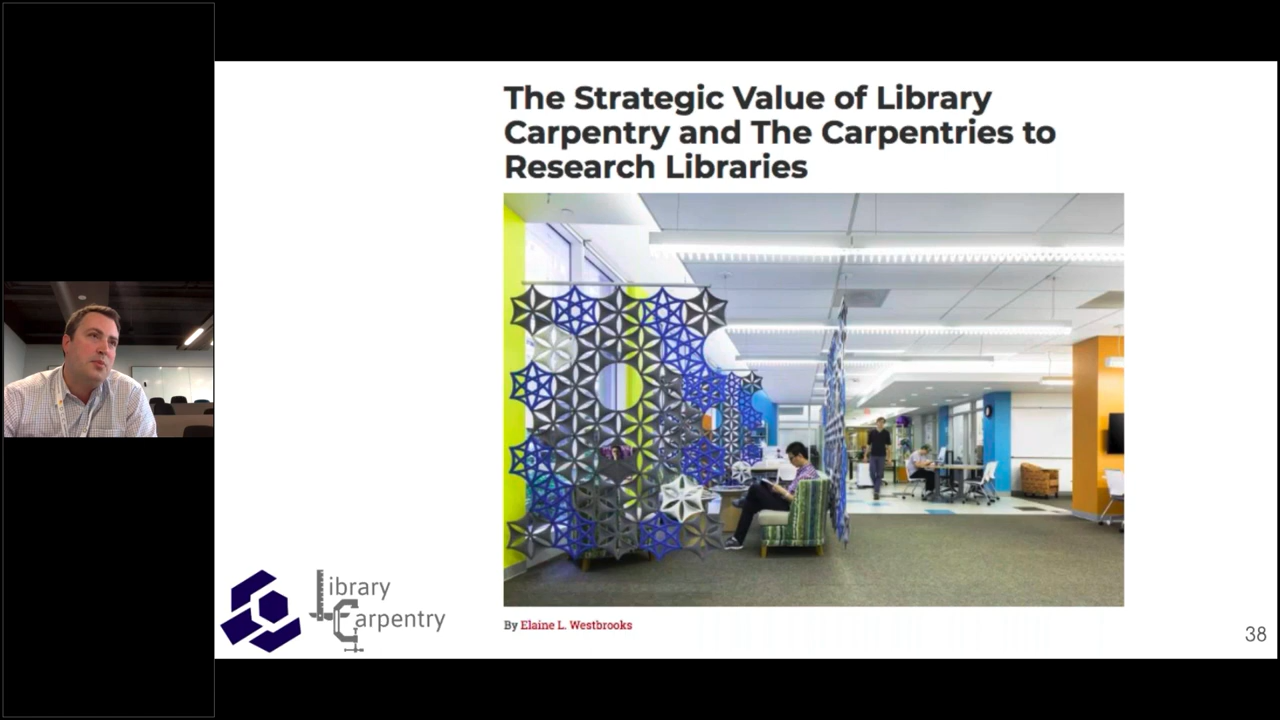 The Strategic Value of Library
Carpentry and The Carpentries to
Research Libraries
Library
Carpentry
By Elaine L. Westbrooks
38